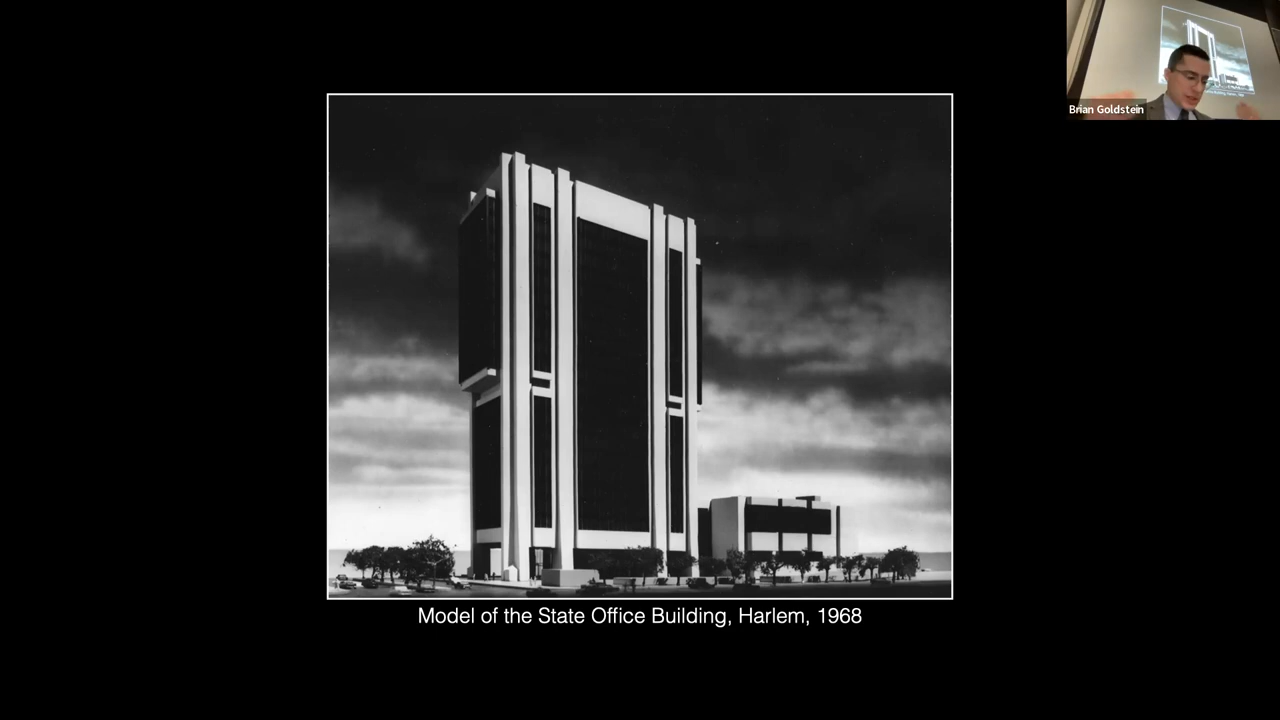 Brian Goldstein
Model of the State Office Building, Harlem, 1968